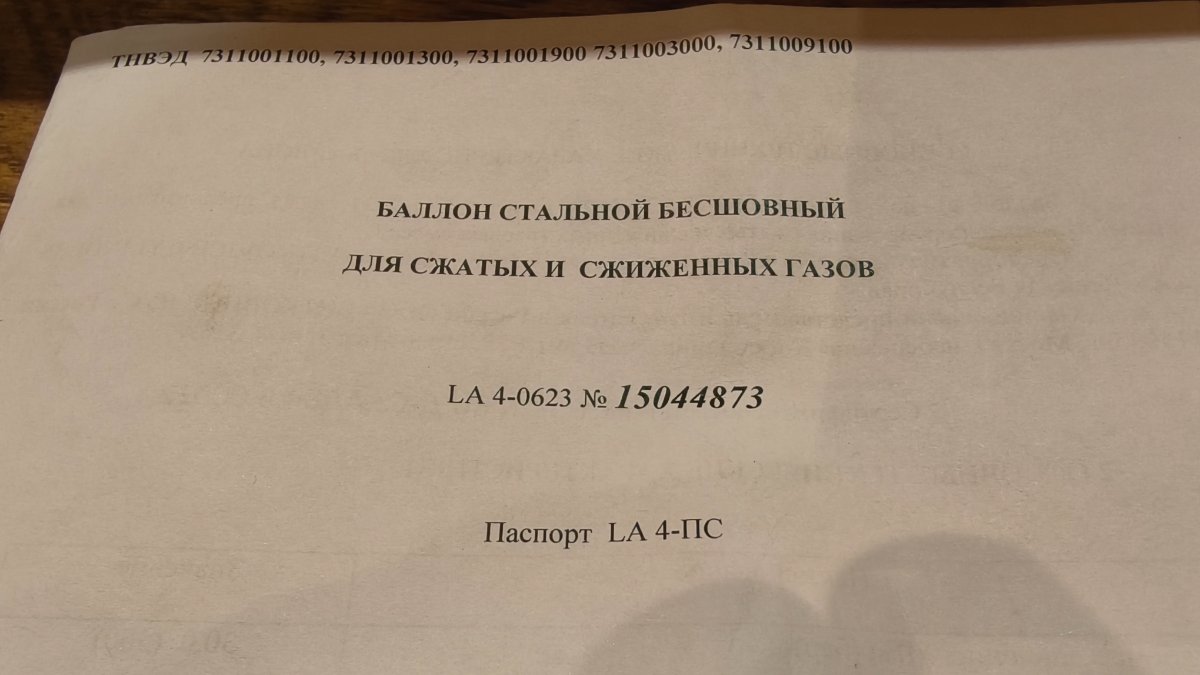 ТНВЭД 7311001100, 7311001300, 7311001900 7311003000, 7311009100
БАЛЛОН СТАЛЬНОЙ БЕСШОВНЫЙ
ДЛЯ СЖАТЫХ И СЖИЖЕННЫХ ГАЗОВ
LA 4-0623 № 15044873
Паспорт LA 4-ПС